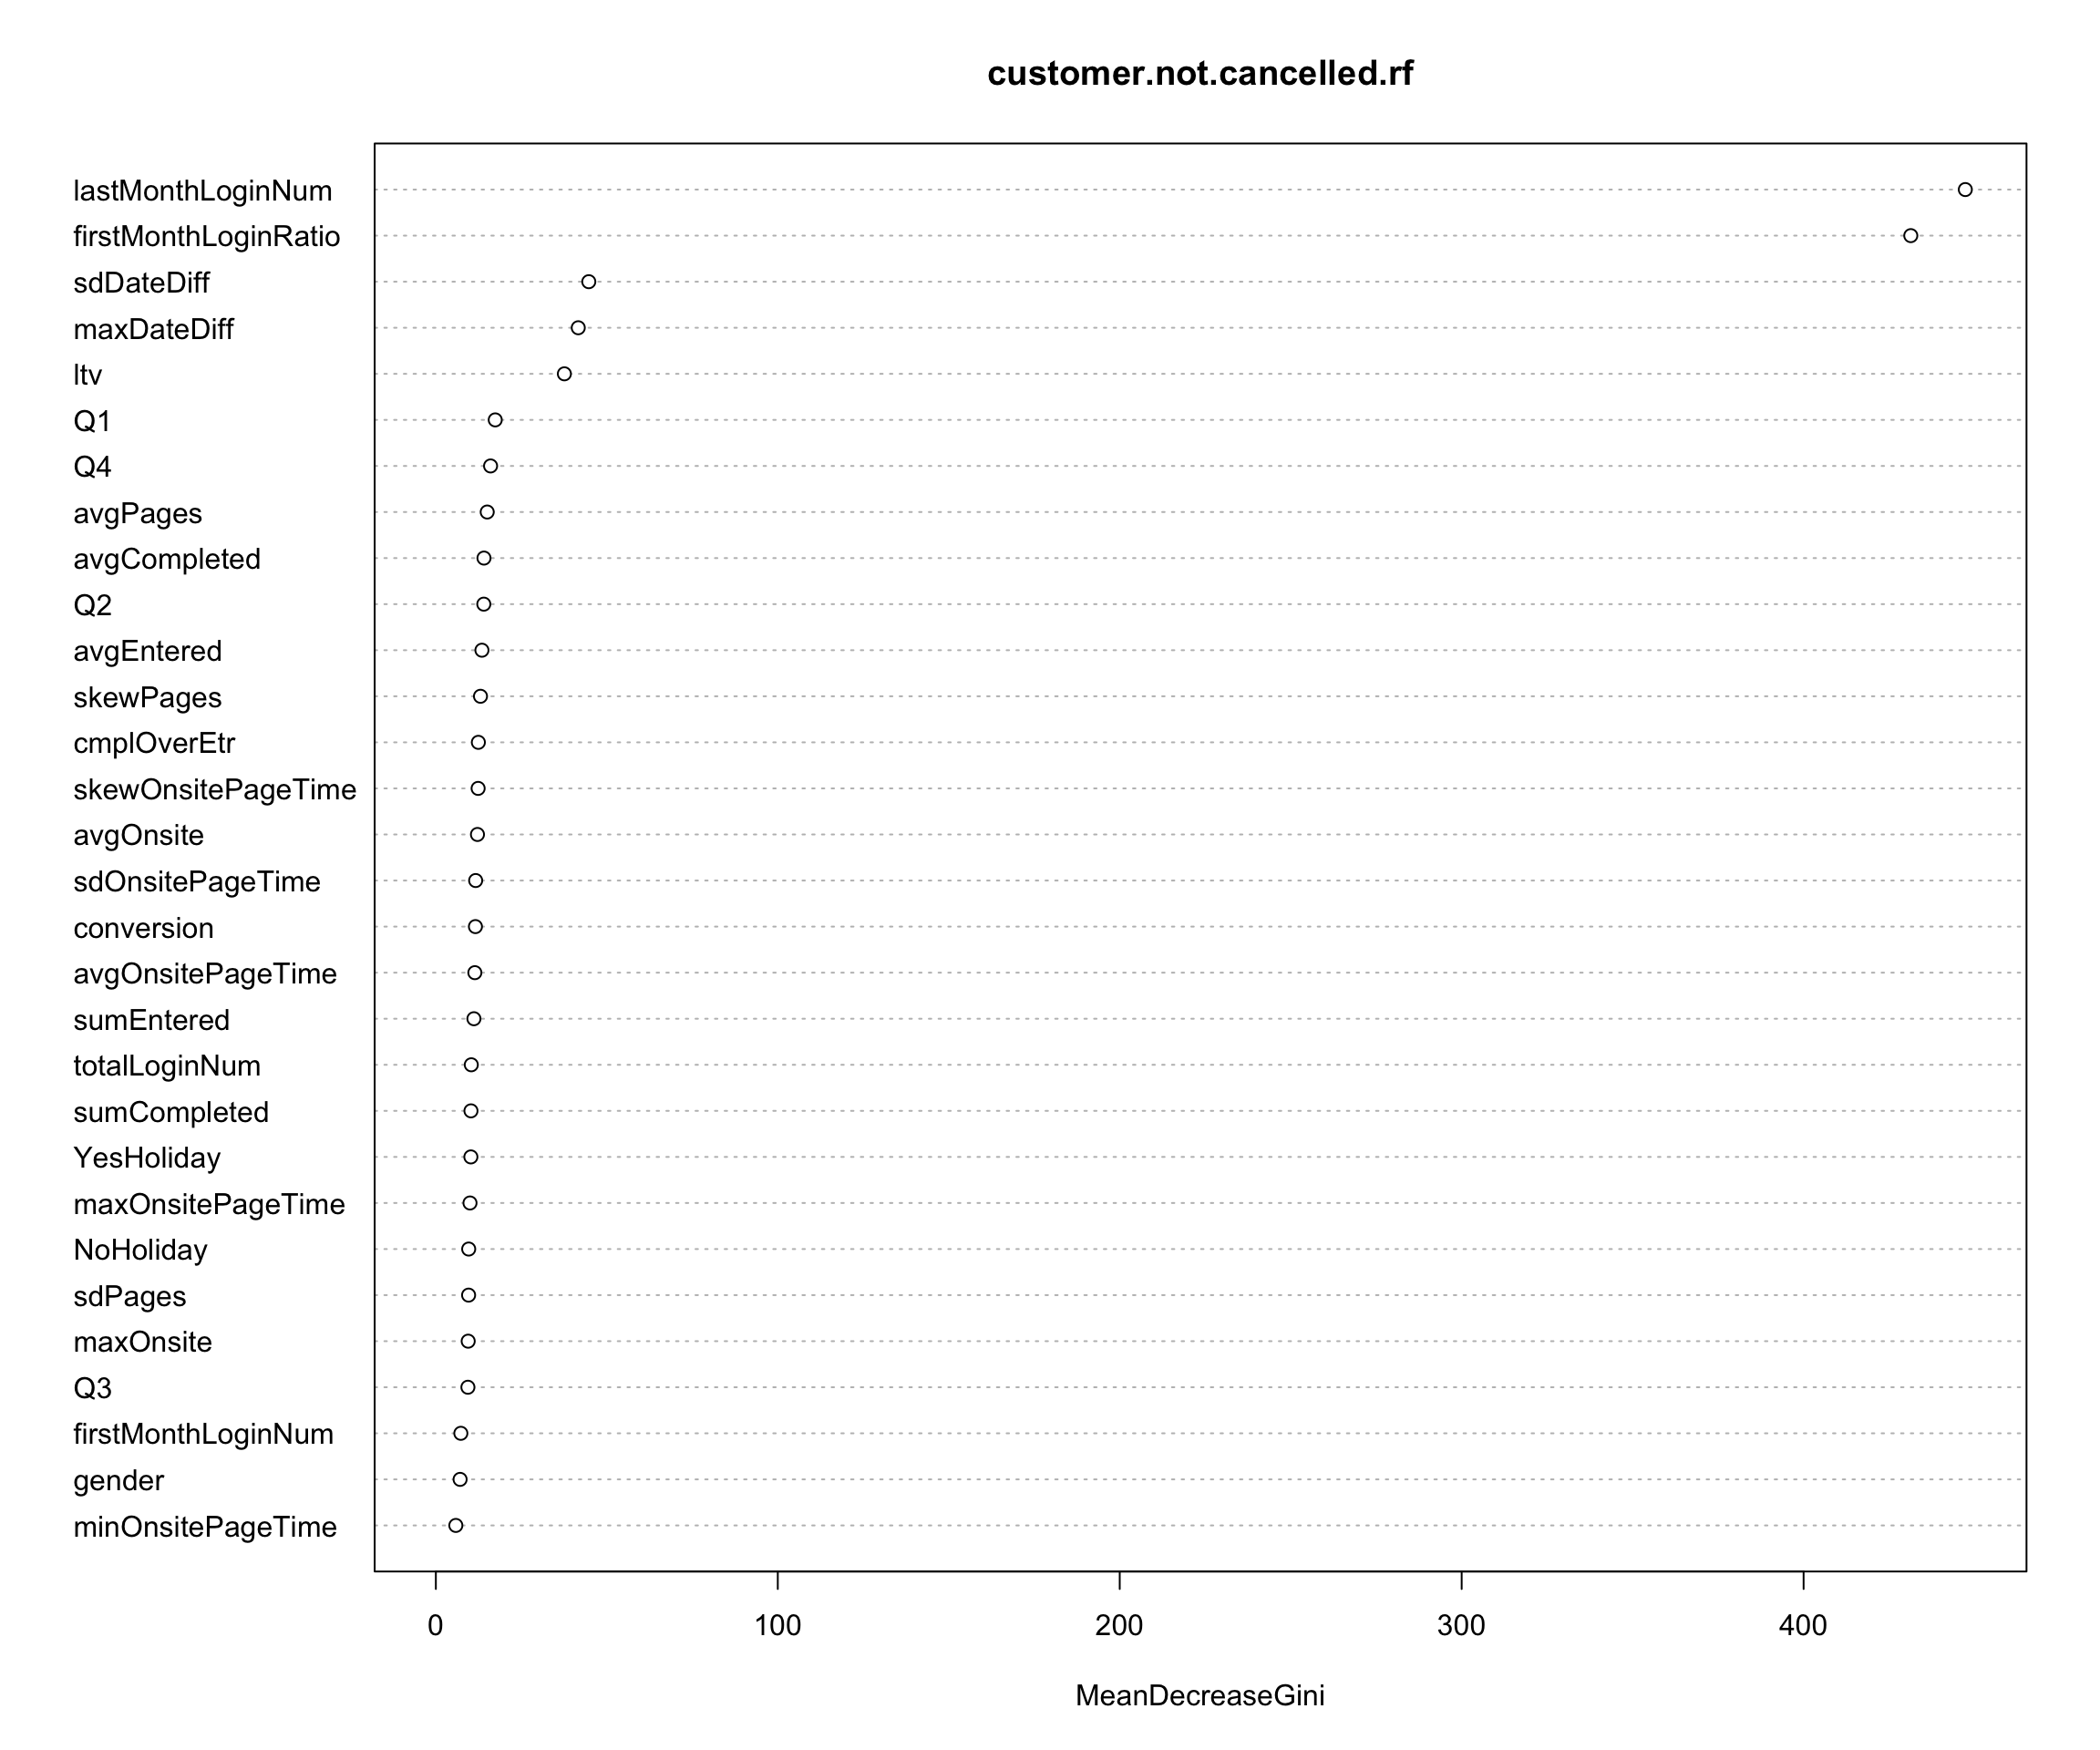 customer.not.cancelled.rf
lastMonthLoginNum
firstMonthLoginRatio
sdDateDiff
maxDateDiff
ltv
Q1
Q4
avgPages
avgCompleted
Q2
avgEntered
skewPages
cmplOverEtr
skewOnsitePageTime
avgOnsite
sdOnsitePageTime
conversion
avgOnsitePageTime
sumEntered
totalLoginNum
sumCompleted
YesHoliday
maxOnsitePageTime
NoHoliday
sdPages
maxOnsite
Q3
firstMonthLoginNum
gender
minOnsitePageTime
0 100 200 300 400
MeanDecreaseGini